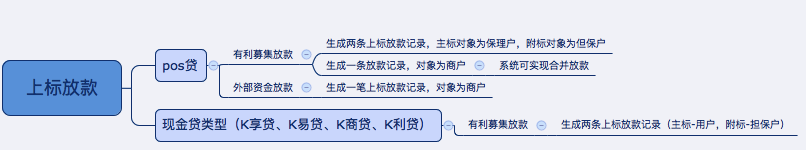 上标放款
pos贷
有利募集放款
生成两条上标放款记录，主标对象为保理户，附标对象为但保户
生成一条放款记录，对象为商户
系统可实现合并放款
外部资金放款
生成一笔上标放款记录，对象为商户
现金贷类型（K享贷、K易贷、K商贷、K利贷）
有利募集放款
生成两条上标放款记录（主标-用户，附标-担保户）